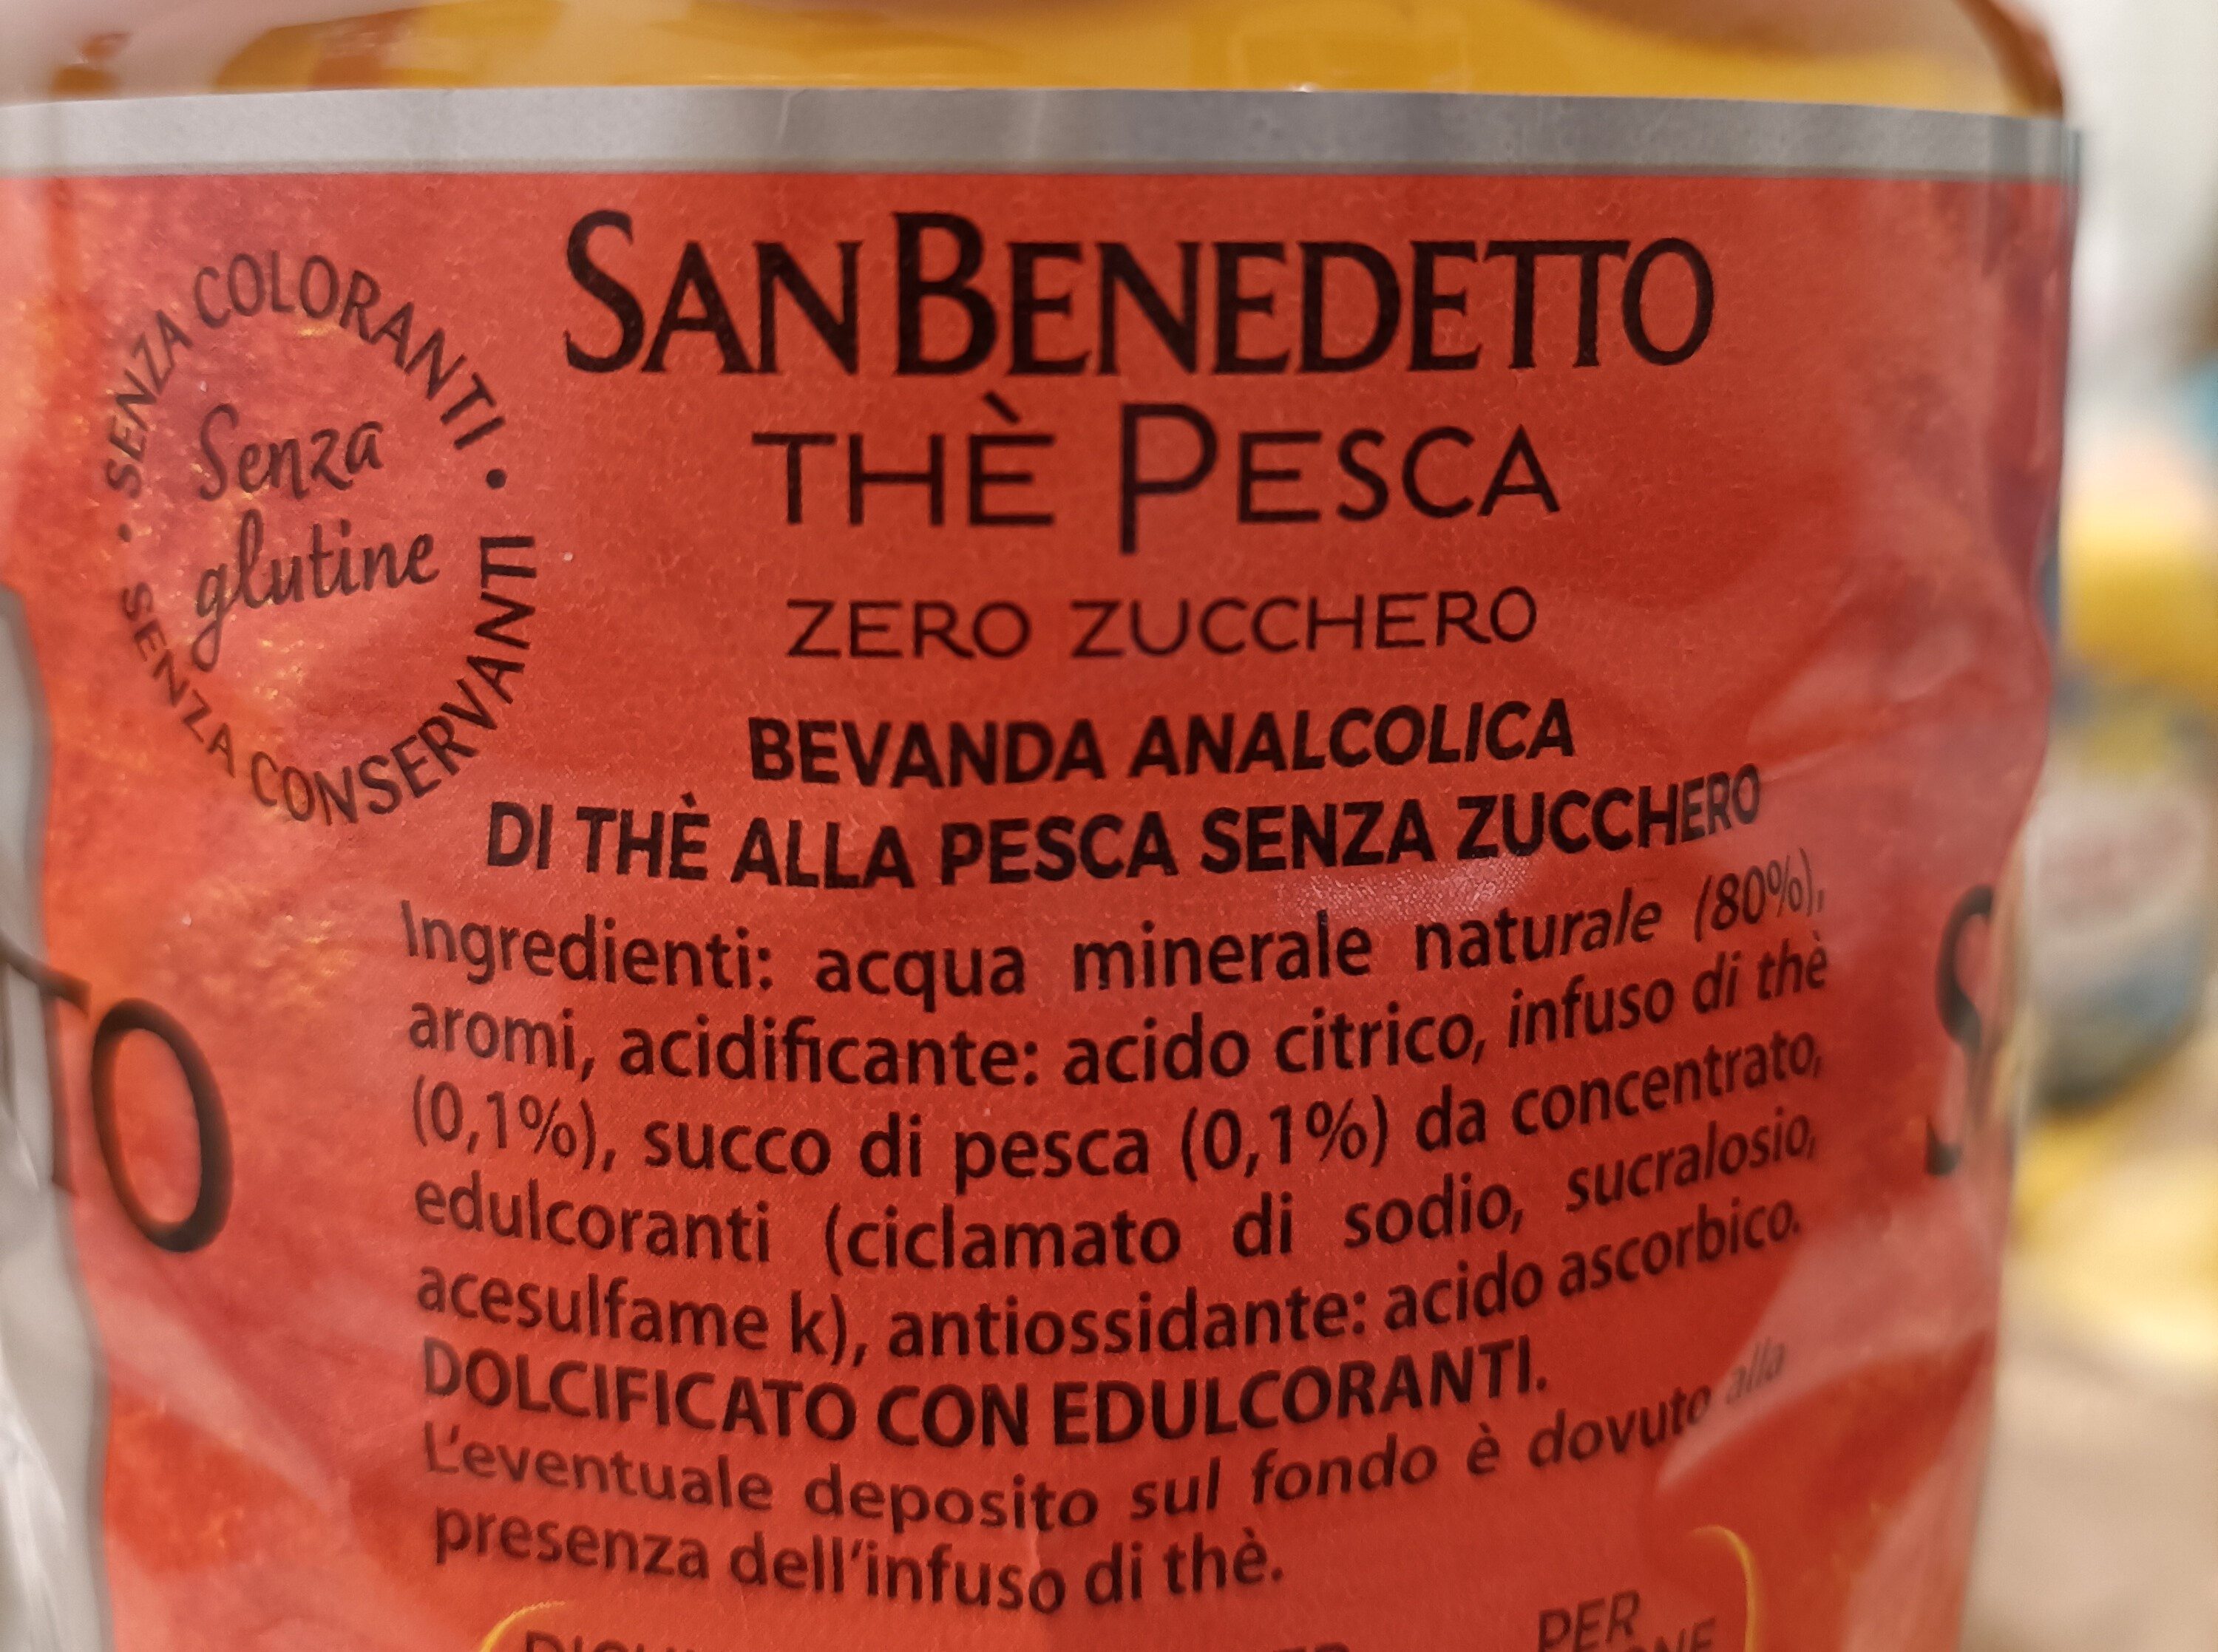 SANBENEDETTO
THÈ PESCA
ZERO ZUCCHERO
• SENZA COLORANTI • SENZA CONSERVANTI
Senza
glutine
BEVANDA ANALCOLICA
DI THÈ ALLA PESCA SENZA ZUCCHERO
Ingredienti: acqua minerale naturale (80%),
aromi, acidificante: acido citrico, infuso di thè
(0,1%), succo di pesca (0,1%) da concentrato,
edulcoranti (ciclamato di sodio, sucralosio,
acesulfame k), antiossidante: acido ascorbico.
DOLCIFICATO CON EDULCORANTI.
L'eventuale deposito sul fondo è dovuto alla
presenza dell'infuso di thè.
PER